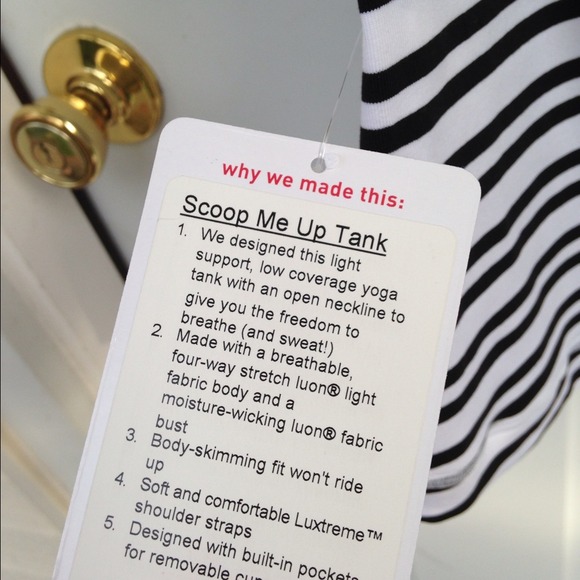 why we made this:
Scoop Me Up Tank
1. We designed this light
support, low coverage yoga
tank with an open neckline to
give you the freedom to
breathe (and sweat!)
2. Made with a breathable,
four-way stretch luon® light
fabric body and a
moisture-wicking luon® fabric
bust
3. Body-skimming fit won't ride
up
4. Soft and comfortable Luxtreme™
shoulder straps
5. Designed with built-in pockets
for removable